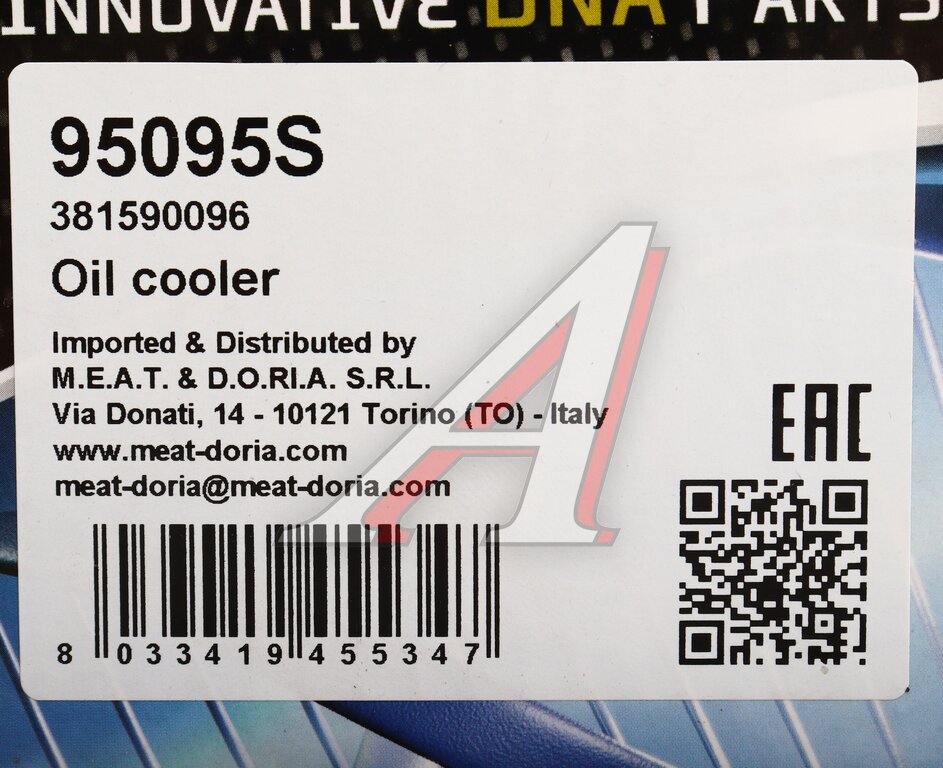 INNOVATIVE DNA PARTS
95095S
381590096
Oil cooler
Imported & Distributed by
M.E.A.T. & D.O.RI.A. S.R.L.
Via Donati, 14 - 10121 Torino (TO) - Italy
www.meat-doria.com
meat-doria@meat-doria.com
EAC
8 033419 455347